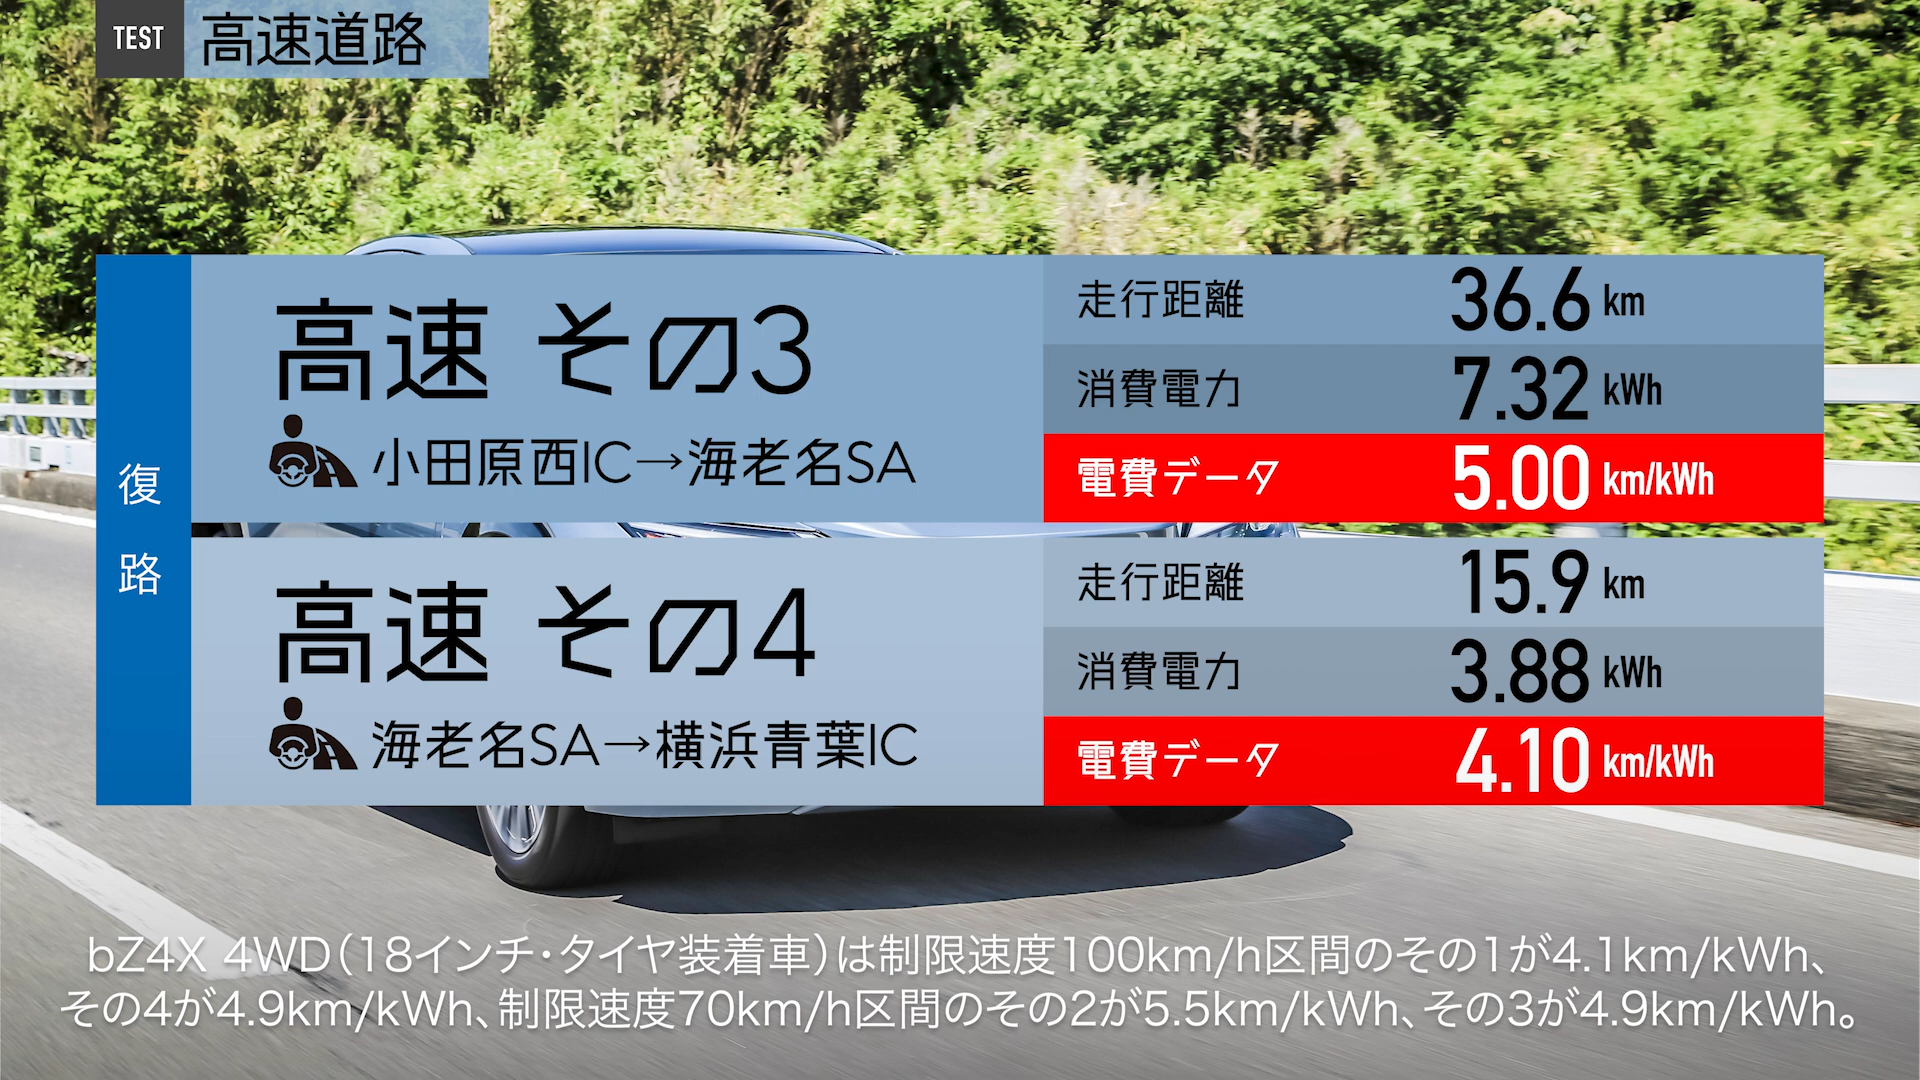 TEST 高速道路
復路
高速 その3
小田原西IC→海老名SA
走行距離 36.6 km
消費電力 7.32 kWh
電費データ 5.00 km/kWh
高速 その4
海老名SA→横浜青葉IC
走行距離 15.9 km
消費電力 3.88 kWh
電費データ 4.10 km/kWh
bZ4X 4WD（18インチ・タイヤ装着車）は制限速度100km/h区間のその1が4.1km/kWh、
その4が4.9km/kWh、制限速度70km/h区間のその2が5.5km/kWh、その3が4.9km/kWh。